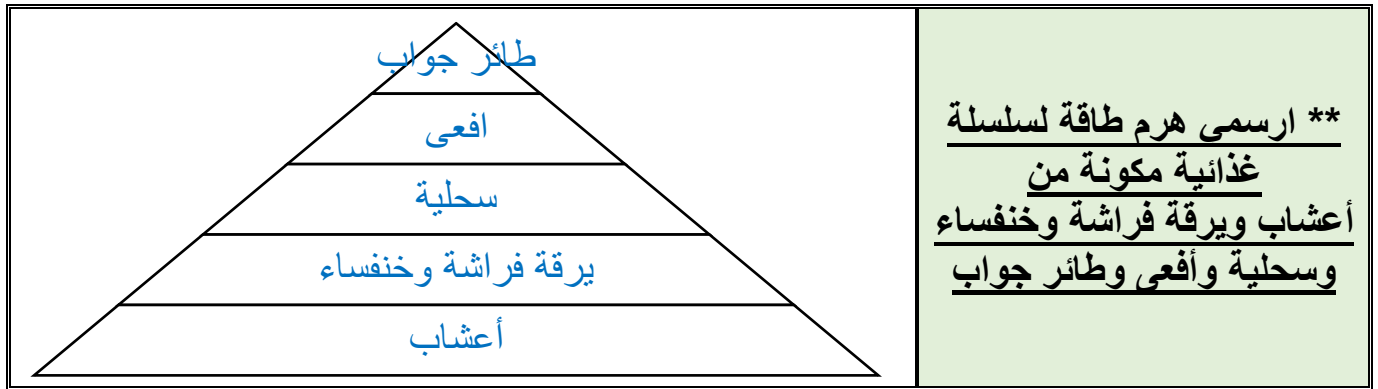 ** ارسمى هرم طاقة لسلسلة
غذائية مكونة من
أعشاب ويرقة فراشة وخنفساء
وسحلية وأفعى وطائر جواب
طائر جواب
افعى
سحلية
يرقة فراشة وخنفساء
أعشاب